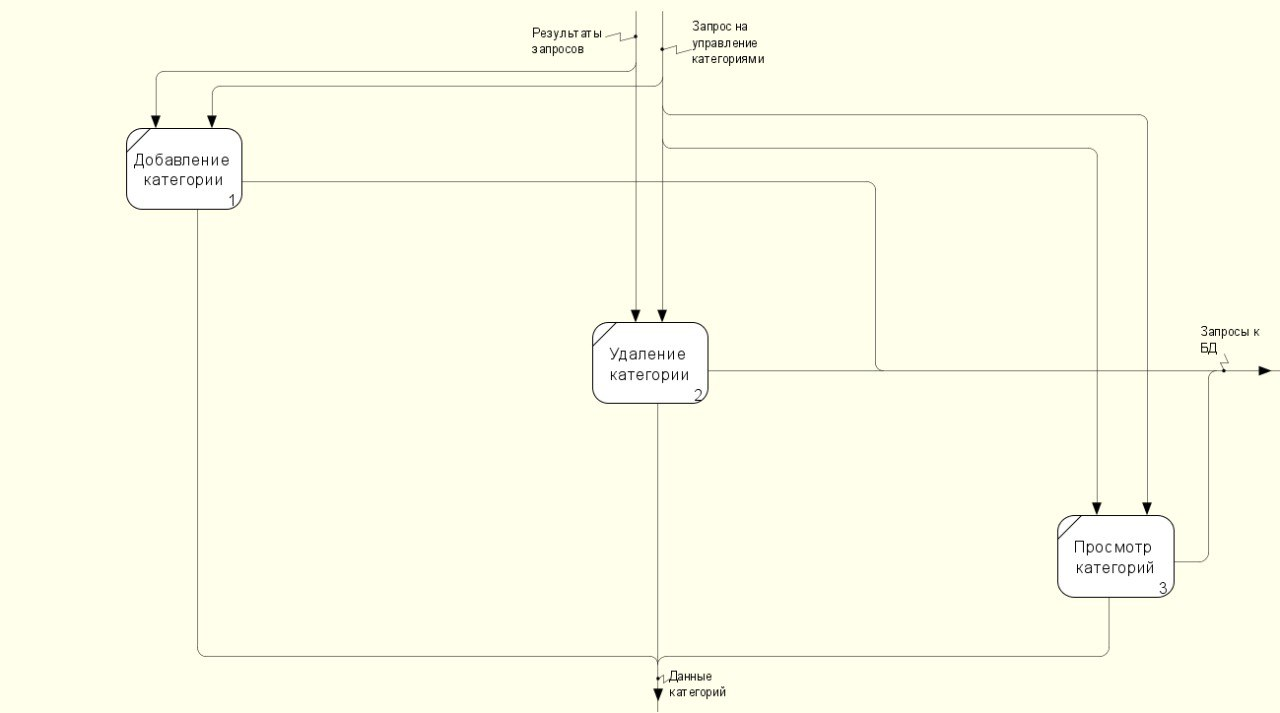 Результаты
запросов
Запрос на
управление
категориями
Добавление
категории
1
Удаление
категории
2
Запросы к
БД
Просмотр
категорий
3
Данные
категорий